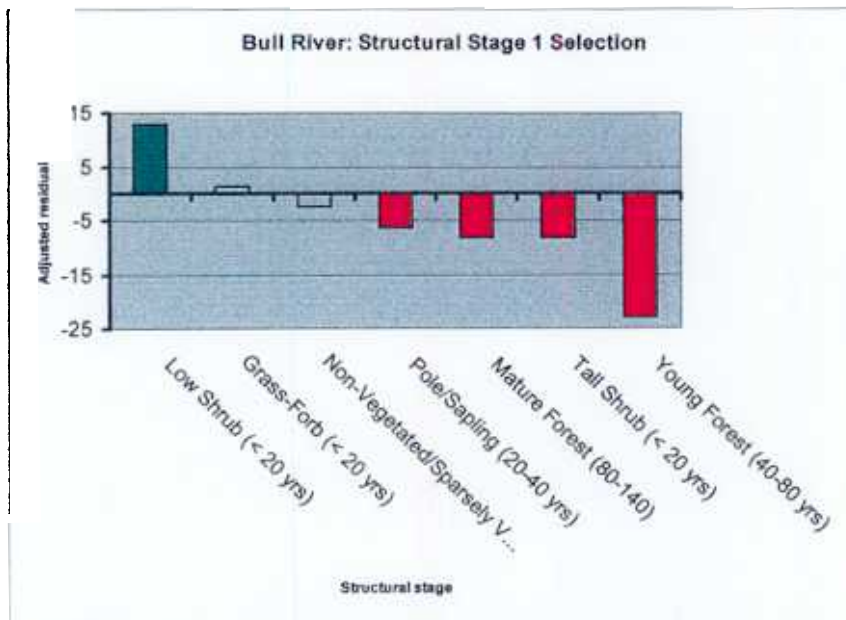 Bull River: Structural Stage 1 Selection
15
5
-5
-15
-25
Adjusted residual
Low Shrub (< 20 yrs)
Grass-Forb (< 20 yrs)
Non-Vegetated/Sparsely V...
Pole/Sapling (20-40 yrs)
Mature Forest (80-140)
Tall Shrub (< 20 yrs)
Young Forest (40-80 yrs)
Structural stage